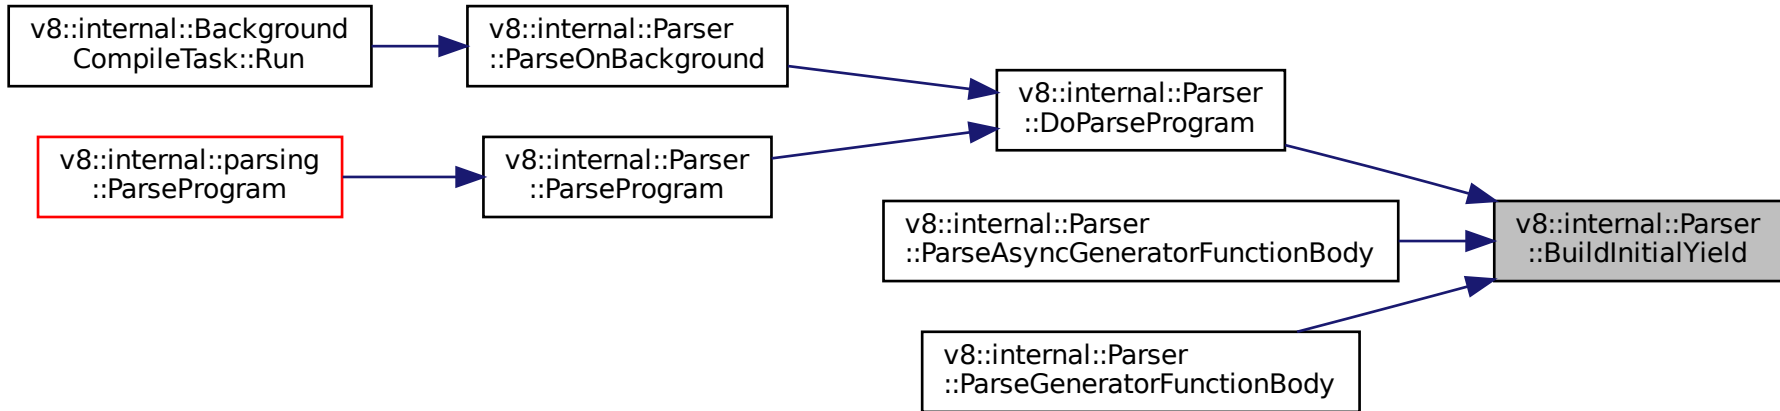 v8::internal::Background
CompileTask::Run
v8::internal::Parser
::ParseOnBackground
v8::internal::Parser
::DoParseProgram
v8::internal::parsing
::ParseProgram
v8::internal::Parser
::ParseProgram
v8::internal::Parser
::ParseAsyncGeneratorFunctionBody
v8::internal::Parser
::BuildInitialYield
v8::internal::Parser
::ParseGeneratorFunctionBody